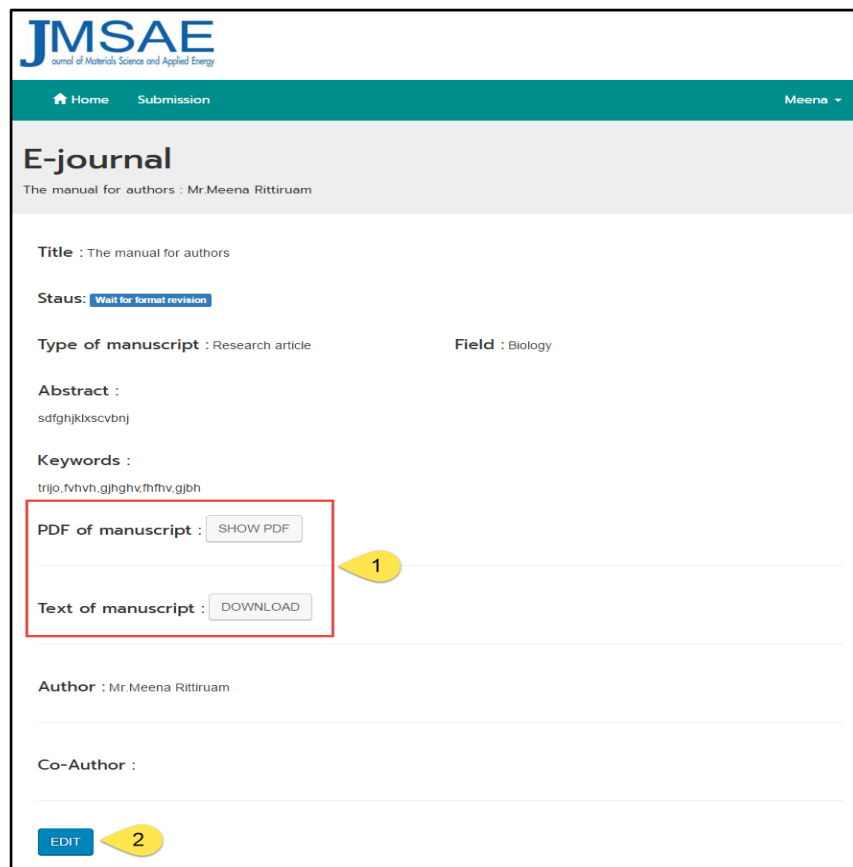 JMSAE
Journal of Materials Science and Applied Energy
Home Submission Meena
E-journal
The manual for authors : Mr.Meena Rittiruam
Title : The manual for authors
Staus: Wait for format revision
Type of manuscript : Research article Field : Biology
Abstract :
sdfghjklxscvbnj
Keywords :
trijo,fvhvh,gjhghv,fhfhv,gjbh
PDF of manuscript : SHOW PDF
1
Text of manuscript : DOWNLOAD
Author : Mr.Meena Rittiruam
Co-Author :
EDIT 2